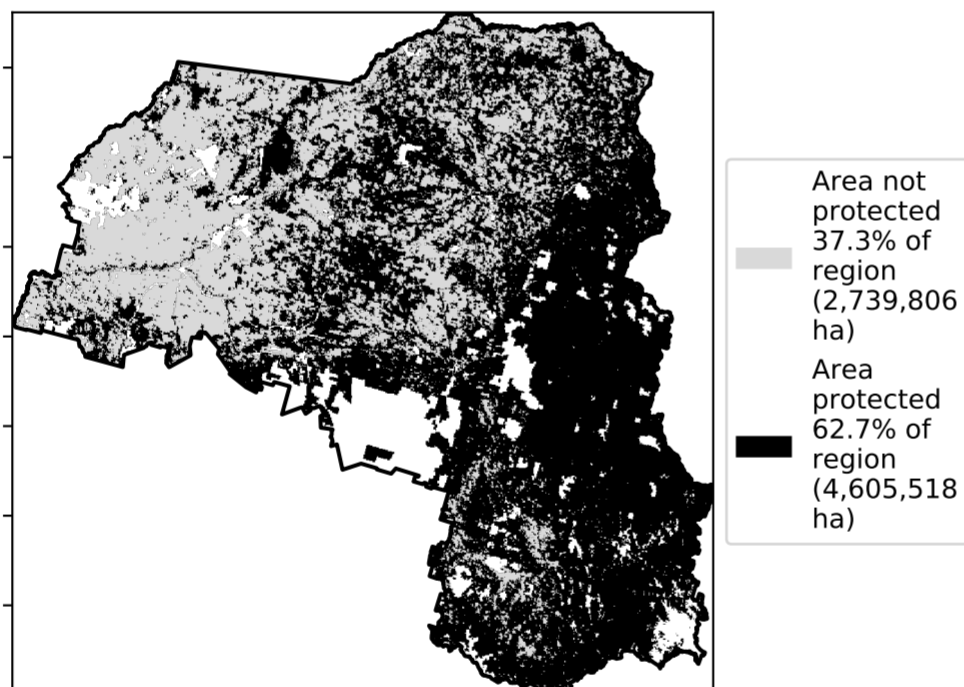 Area not
protected
37.3% of
region
(2,739,806
ha)
Area
protected
62.7% of
region
(4,605,518
ha)